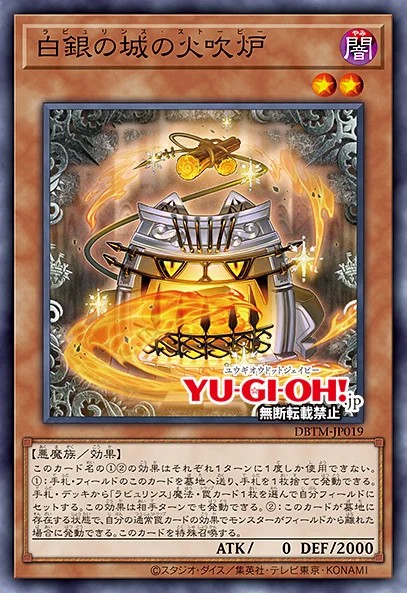 ラビュリンス・ストービー
白銀の城の火吹炉
やみ
闇
ユウギオウドットジェイピー
YU-GI-OH!.jp
無断転載禁止
DBTM-JP019
【悪魔族/効果】
このカード名の①②の効果はそれぞれ1ターンに1度しか使用できない。
①：手札・フィールドのこのカードを墓地へ送り、手札を1枚捨てて発動できる。
手札・デッキから「ラビュリンス」魔法・罠カード1枚を選んで自分フィールド
にセットする。この効果は相手ターンでも発動できる。②：このカードが墓地に
存在する状態で、自分の通常罠カードの効果でモンスターがフィールドから離れた
場合に発動できる。このカードを特殊召喚する。
ATK/ 0 DEF/2000
©スタジオ・ダイス/集英社・テレビ東京・KONAMI